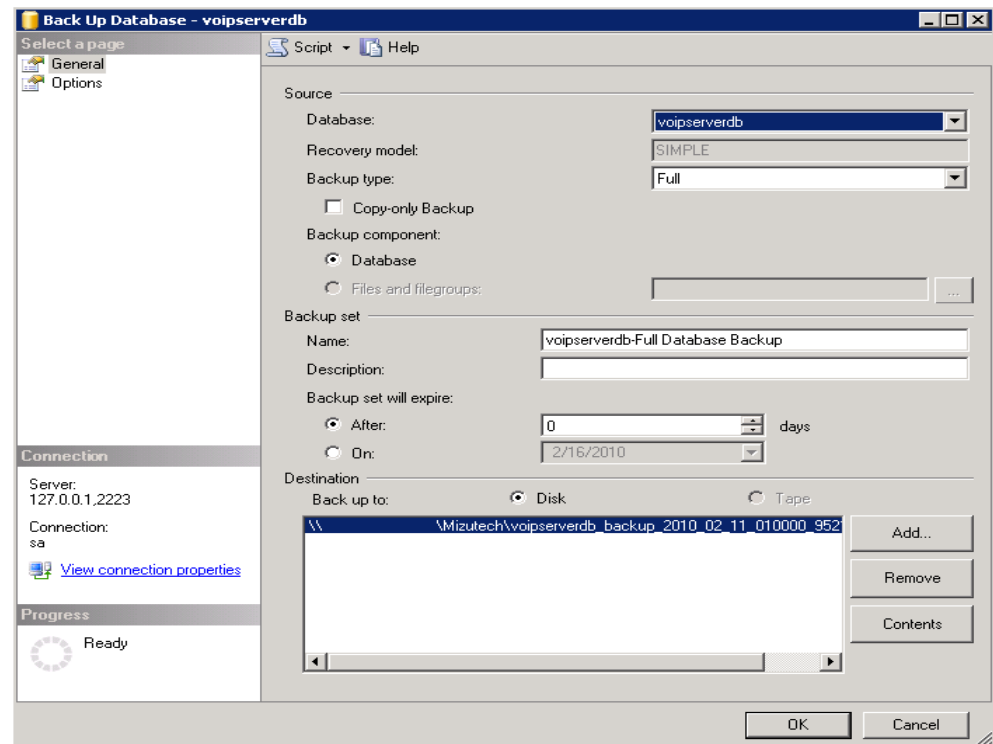 Back Up Database - voipserverdb
Select a page
General
Options
Script Help
Source
Database: voipserverdb
Recovery model: SIMPLE
Backup type: Full
Copy-only Backup
Backup component:
Database
Files and filegroups: ...
Backup set
Name: voipserverdb-Full Database Backup
Description:
Backup set will expire:
After: 0 days
On: 2/16/2010
Destination
Back up to: Disk Tape
\\ \Mizutech\voipserverdb_backup_2010_02_11_010000_952
Add...
Remove
Contents
Connection
Server:
127.0.0.1,2223
Connection:
sa
View connection properties
Progress
Ready
OK Cancel